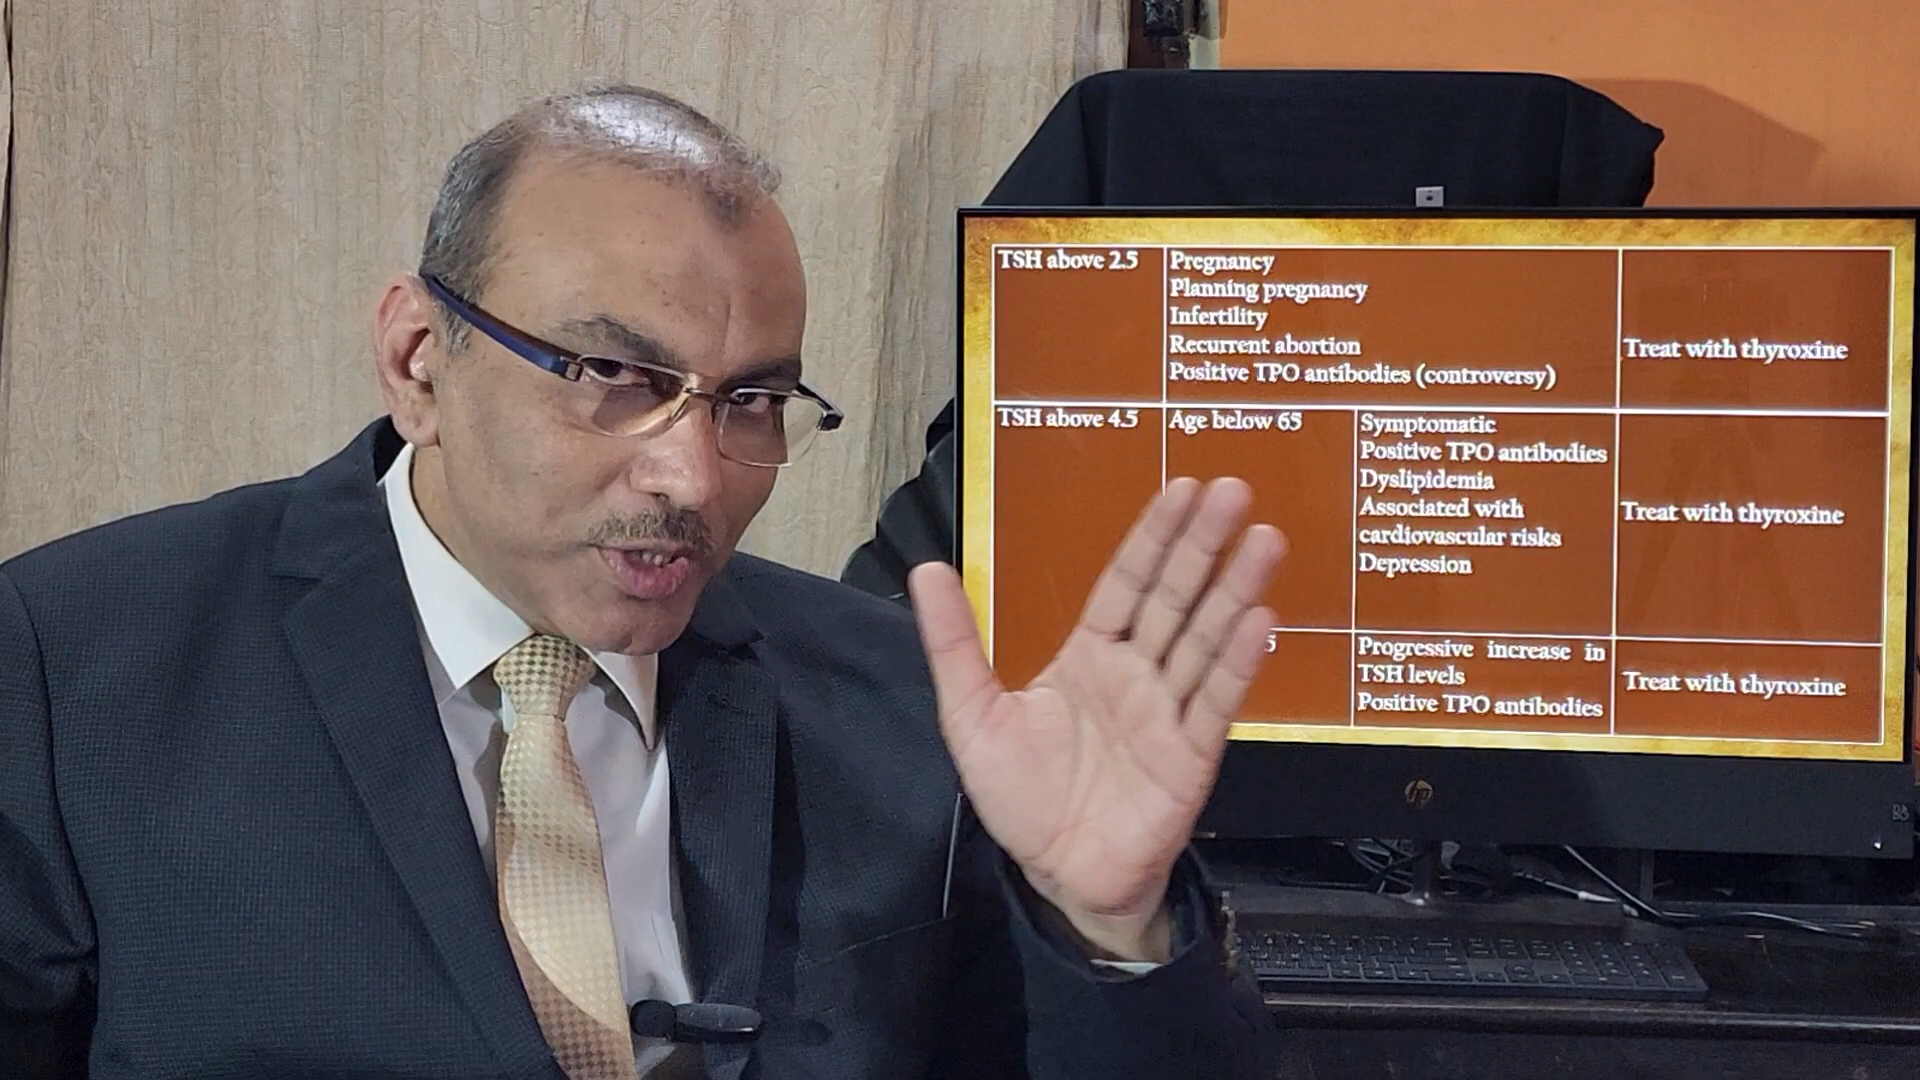 TSH above 2.5
Pregnancy
Planning pregnancy
Infertility
Recurrent abortion
Positive TPO antibodies (controversy)
Treat with thyroxine
TSH above 4.5
Age below 65
Symptomatic
Positive TPO antibodies
Dyslipidemia
Associated with
cardiovascular risks
Depression
Treat with thyroxine
5
Progressive increase in
TSH levels
Positive TPO antibodies
Treat with thyroxine
hp